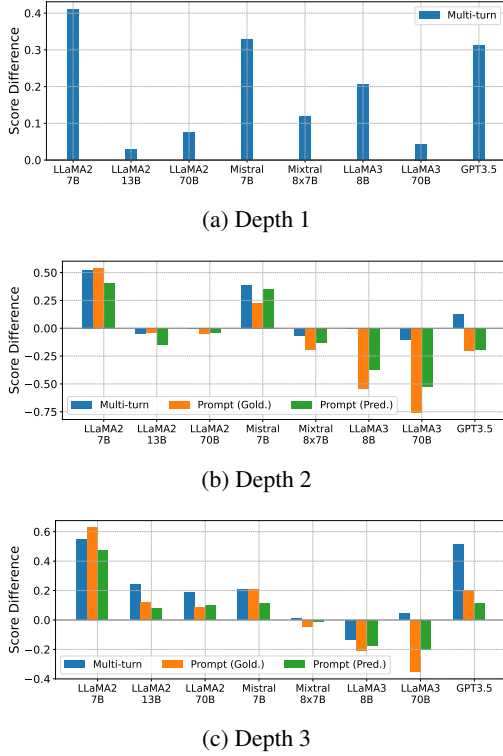 0.4
0.3
0.2
0.1
0.0
Score Difference
Multi-turn
LLaMA2 LLaMA2 LLaMA2 Mistral Mixtral LLaMA3 LLaMA3 GPT3.5
7B 13B 70B 7B 8x7B 8B 70B
(a) Depth 1
0.50
0.25
0.00
−0.25
−0.50
−0.75
Score Difference
Multi-turn Prompt (Gold.) Prompt (Pred.)
LLaMA2 LLaMA2 LLaMA2 Mistral Mixtral LLaMA3 LLaMA3 GPT3.5
7B 13B 70B 7B 8x7B 8B 70B
(b) Depth 2
0.6
0.4
0.2
0.0
−0.2
−0.4
Score Difference
Multi-turn Prompt (Gold.) Prompt (Pred.)
LLaMA2 LLaMA2 LLaMA2 Mistral Mixtral LLaMA3 LLaMA3 GPT3.5
7B 13B 70B 7B 8x7B 8B 70B
(c) Depth 3